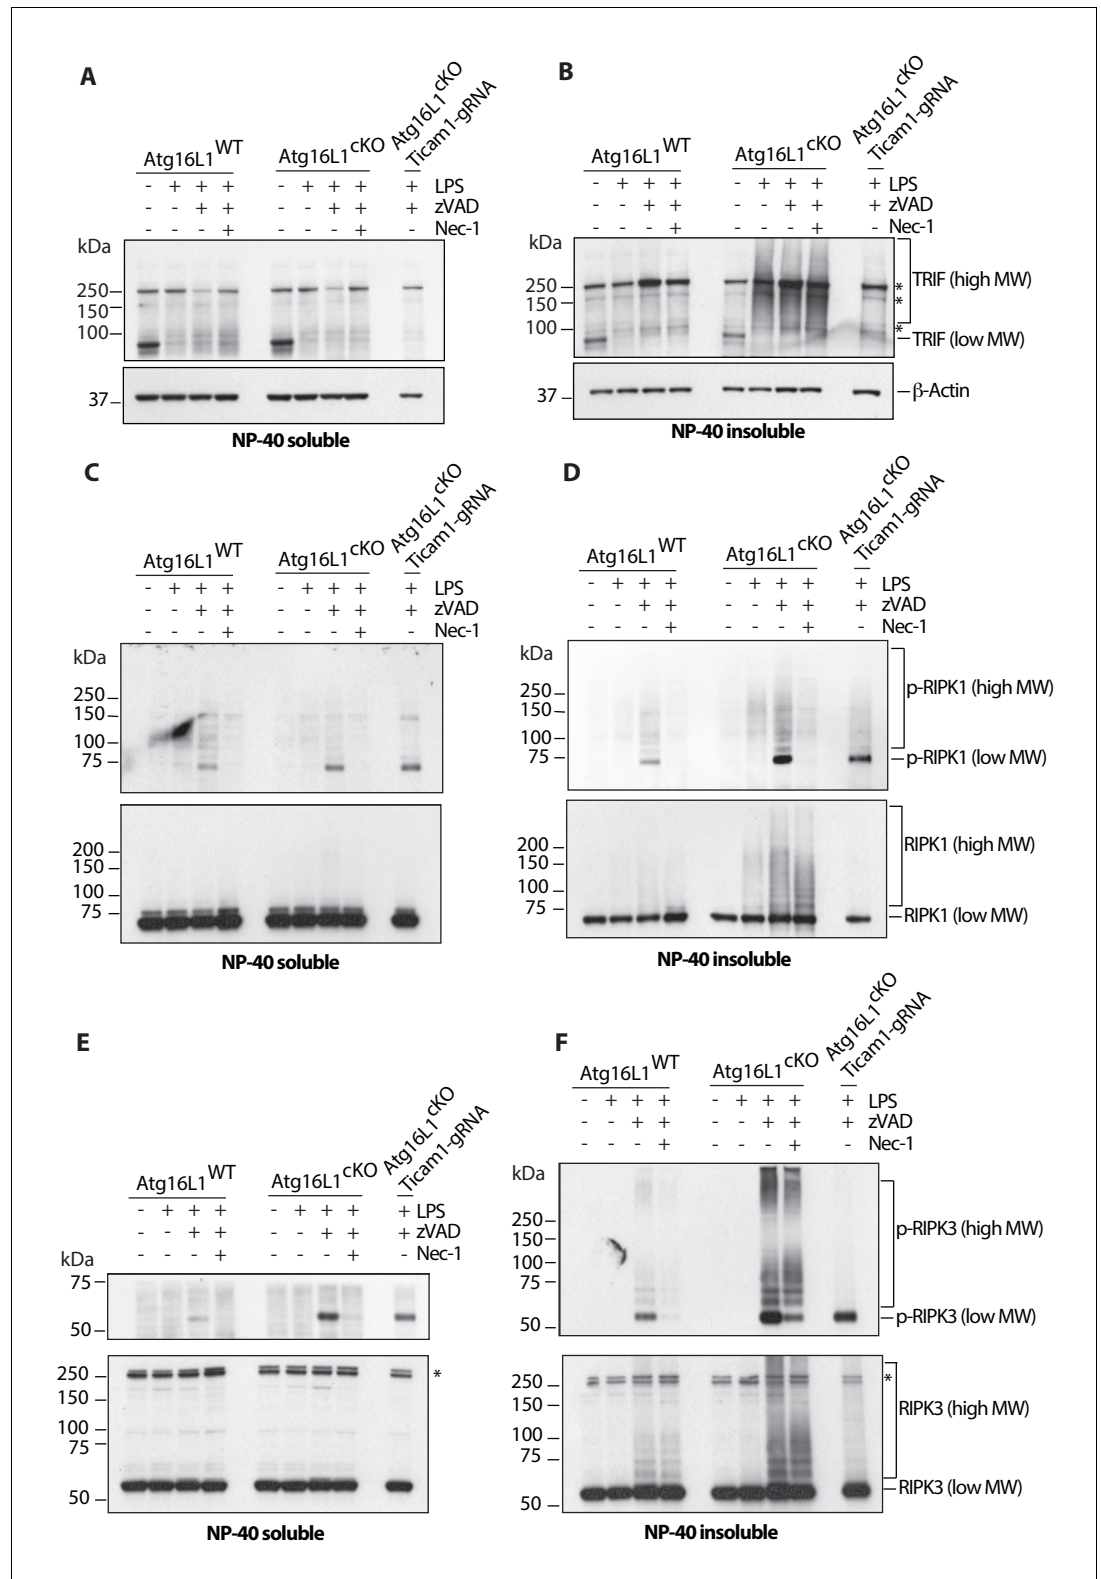 A
Atg16L1WT
Atg16L1cKO
Atg16L1cKO
Ticam1-gRNA
- + + + - + + + + LPS
- - + + - - + + + zVAD
- - - + - - - + - Nec-1
kDa
250
150
100
37
NP-40 soluble
B
Atg16L1WT
Atg16L1cKO
Atg16L1cKO
Ticam1-gRNA
- + + + - + + + + LPS
- - + + - - + + + zVAD
- - - + - - - + - Nec-1
kDa
250
150
100
*
*
*
TRIF (high MW)
TRIF (low MW)
37
β-Actin
NP-40 insoluble
C
Atg16L1WT
Atg16L1cKO
Atg16L1cKO
Ticam1-gRNA
- + + + - + + + + LPS
- - + + - - + + + zVAD
- - - + - - - + - Nec-1
kDa
250
150
100
75
200
150
100
75
NP-40 soluble
D
Atg16L1WT
Atg16L1cKO
Atg16L1cKO
Ticam1-gRNA
- + + + - + + + + LPS
- - + + - - + + + zVAD
- - - + - - - + - Nec-1
kDa
250
150
100
75
p-RIPK1 (high MW)
p-RIPK1 (low MW)
200
150
100
75
RIPK1 (high MW)
RIPK1 (low MW)
NP-40 insoluble
E
Atg16L1WT
Atg16L1cKO
Atg16L1cKO
Ticam1-gRNA
- + + + - + + + + LPS
- - + + - - + + + zVAD
- - - + - - - + - Nec-1
kDa
75
50
250
150
100
75
50
*
NP-40 soluble
F
Atg16L1WT
Atg16L1cKO
Atg16L1cKO
Ticam1-gRNA
- + + + - + + + + LPS
- - + + - - + + + zVAD
- - - + - - - + - Nec-1
kDa
250
150
100
75
50
p-RIPK3 (high MW)
p-RIPK3 (low MW)
250
150
100
75
50
*
RIPK3 (high MW)
RIPK3 (low MW)
NP-40 insoluble